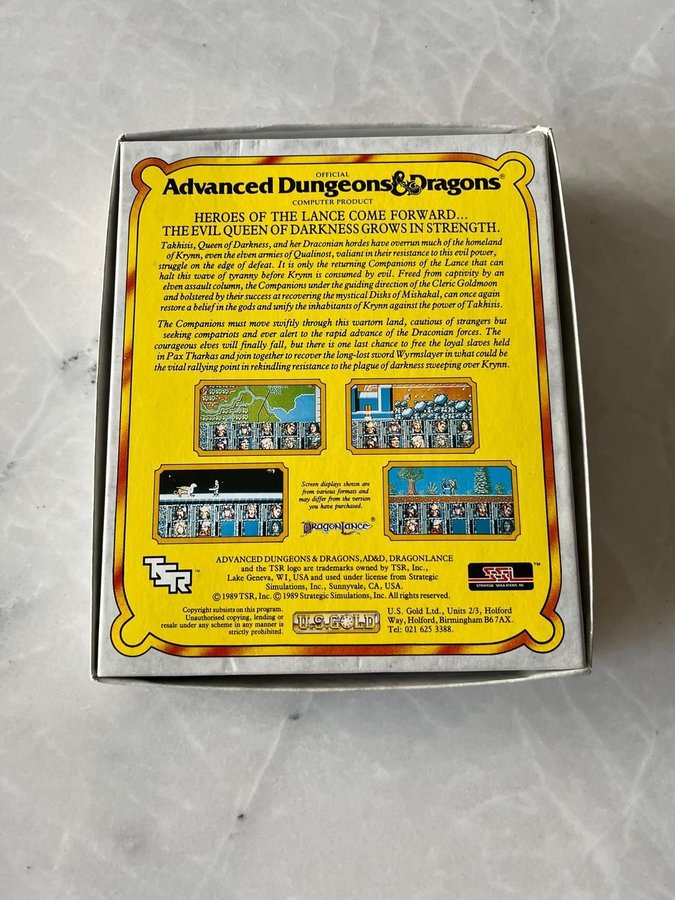 OFFICIAL
Advanced Dungeons & Dragons®
COMPUTER PRODUCT
HEROES OF THE LANCE COME FORWARD...
THE EVIL QUEEN OF DARKNESS GROWS IN STRENGTH.
Takhisis, Queen of Darkness, and her Draconian hordes have overrun much of the homeland
of Krynn, even the elven armies of Qualinost, valiant in their resistance to this evil power,
struggle on the edge of defeat. It is only the returning Companions of the Lance that can
halt this wave of tyranny before Krynn is consumed by evil. Freed from captivity by an
elven assault column, the Companions under the guiding direction of the Cleric Goldmoon
and bolstered by their success at recovering the mystical Disks of Mishakal, can once again
restore a belief in the gods and unify the inhabitants of Krynn against the power of Takhisis.
The Companions must move swiftly through this wartorn land, cautious of strangers but
seeking compatriots and ever alert to the rapid advance of the Draconian forces. The
courageous elves will finally fall, but there is one last chance to free the loyal slaves held
in Pax Tharkas and join together to recover the long-lost sword Wyrmslayer in what could be
the vital rallying point in rekindling resistance to the plague of darkness sweeping over Krynn.
Screen displays shown are
from various formats and
may differ from the version
you have purchased.
DRAGONLANCE®
TSR™
ADVANCED DUNGEONS & DRAGONS, AD&D, DRAGONLANCE
and the TSR logo are trademarks owned by TSR, Inc.,
Lake Geneva, WI, USA and used under license from Strategic
Simulations, Inc., Sunnyvale, CA, USA.
© 1989 TSR, Inc. © 1989 Strategic Simulations, Inc. All rights reserved.
SSI™
STRATEGIC SIMULATIONS INC
Copyright subsists on this program.
Unauthorised copying, lending or
resale under any scheme in any manner is
strictly prohibited.
U.S. GOLD
U.S. Gold Ltd., Units 2/3, Holford
Way, Holford, Birmingham B6 7AX.
Tel: 021 625 3388.